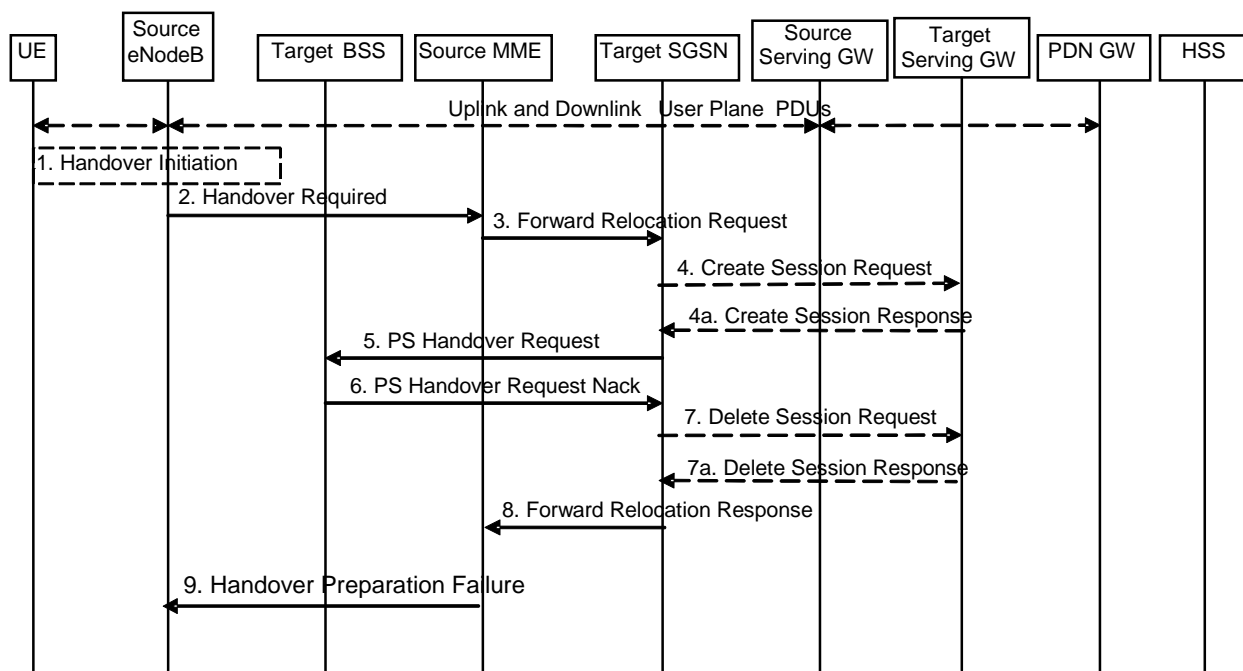 UE
Source
eNodeB
Target BSS
Source MME
Target SGSN
Source
Serving GW
Target
Serving GW
PDN GW
HSS
Uplink and Downlink User Plane PDUs
1. Handover Initiation
2. Handover Required
3. Forward Relocation Request
4. Create Session Request
4a. Create Session Response
5. PS Handover Request
6. PS Handover Request Nack
7. Delete Session Request
7a. Delete Session Response
8. Forward Relocation Response
9. Handover Preparation Failure